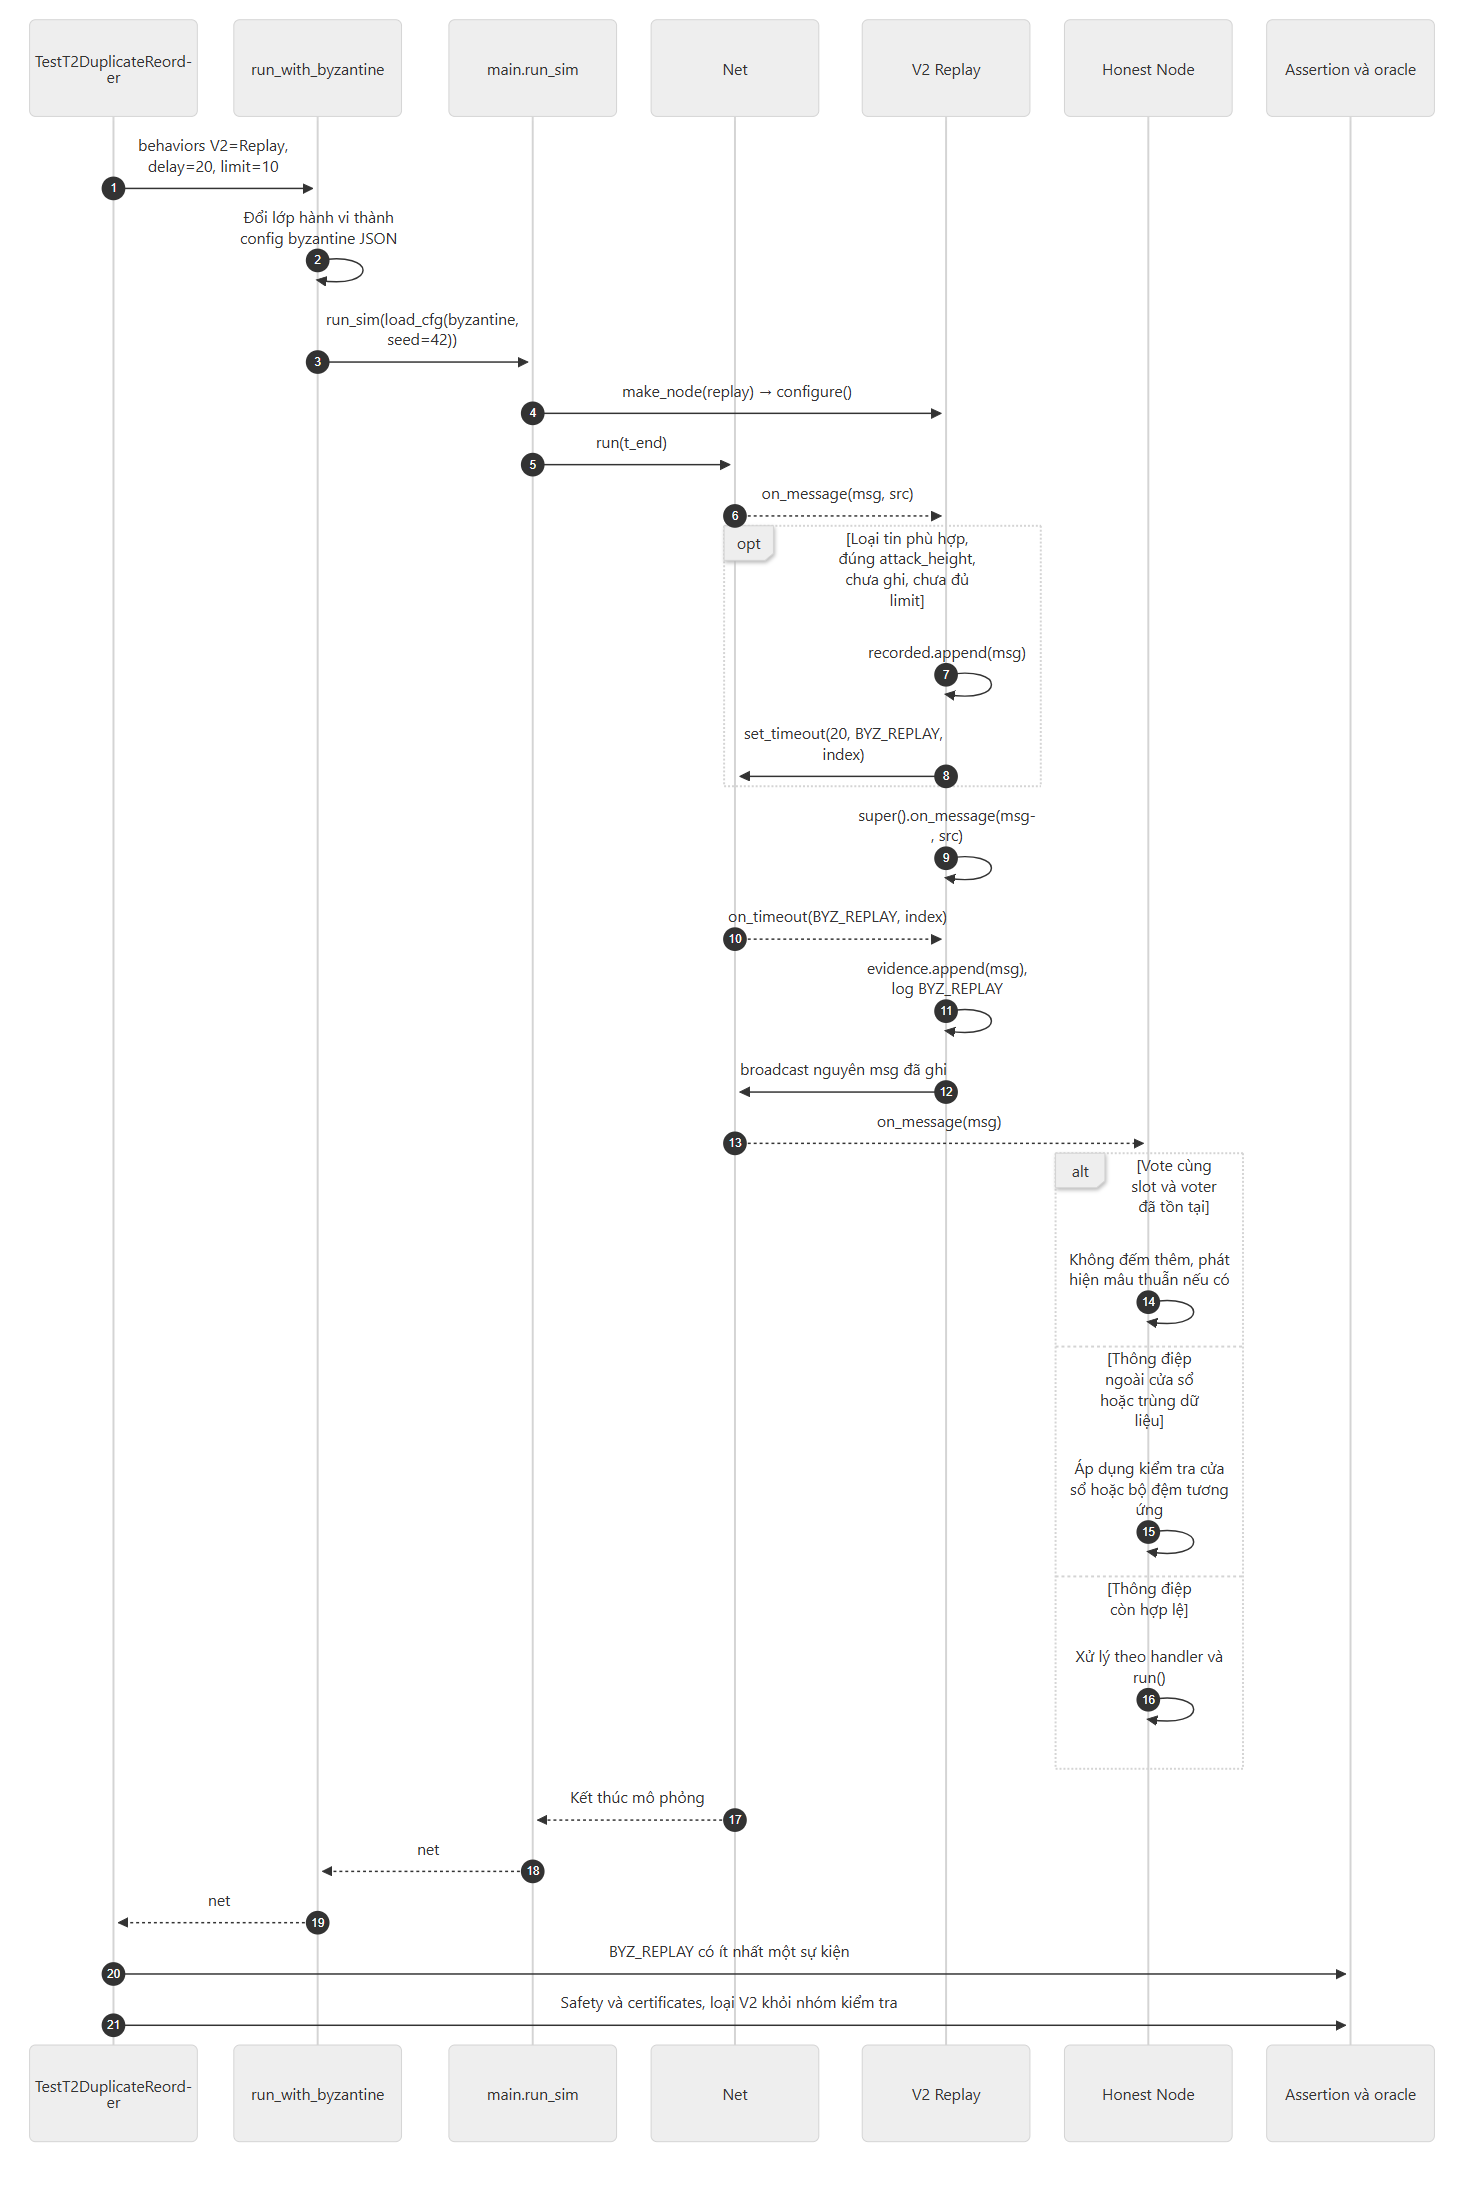 TestT2DuplicateReord-
er
run_with_byzantine
main.run_sim
Net
V2 Replay
Honest Node
Assertion và oracle
behaviors V2=Replay,
delay=20, limit=10
1
Đổi lớp hành vi thành
config byzantine JSON
2
run_sim(load_cfg(byzantine,
seed=42))
3
make_node(replay) → configure()
4
run(t_end)
5
on_message(msg, src)
6
opt
[Loại tin phù hợp,
đúng attack_height,
chưa ghi, chưa đủ
limit]
recorded.append(msg)
7
set_timeout(20, BYZ_REPLAY,
index)
8
super().on_message(msg-
, src)
9
on_timeout(BYZ_REPLAY, index)
10
evidence.append(msg),
log BYZ_REPLAY
11
broadcast nguyên msg đã ghi
12
on_message(msg)
13
alt
[Vote cùng
slot và voter
đã tồn tại]
Không đếm thêm, phát
hiện mâu thuẫn nếu có
14
[Thông điệp
ngoài cửa sổ
hoặc trùng dữ
liệu]
Áp dụng kiểm tra cửa
sổ hoặc bộ đệm tương
ứng
15
[Thông điệp
còn hợp lệ]
Xử lý theo handler và
run()
16
Kết thúc mô phỏng
17
net
18
net
19
BYZ_REPLAY có ít nhất một sự kiện
20
Safety và certificates, loại V2 khỏi nhóm kiểm tra
21
TestT2DuplicateReord-
er
run_with_byzantine
main.run_sim
Net
V2 Replay
Honest Node
Assertion và oracle